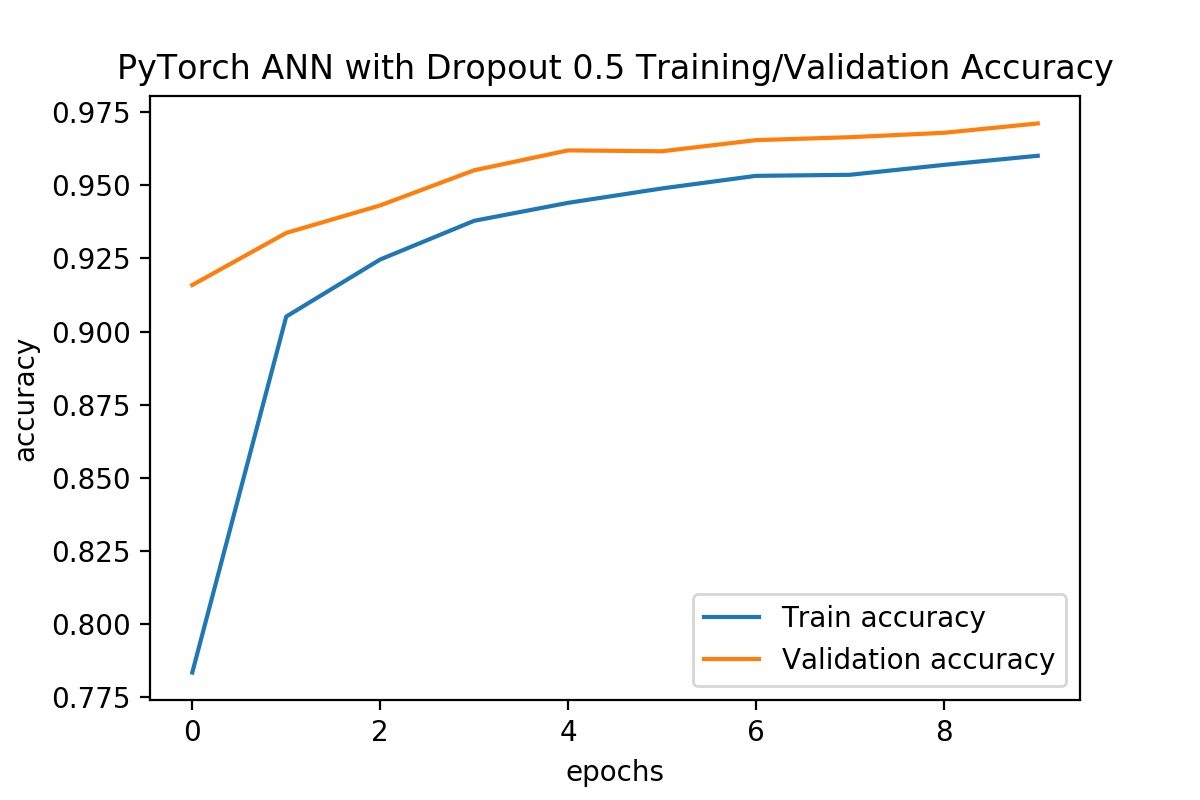 PyTorch ANN with Dropout 0.5 Training/Validation Accuracy
0.975
0.950
0.925
0.900
0.875
0.850
0.825
0.800
0.775
accuracy
Train accuracy
Validation accuracy
0 2 4 6 8
epochs